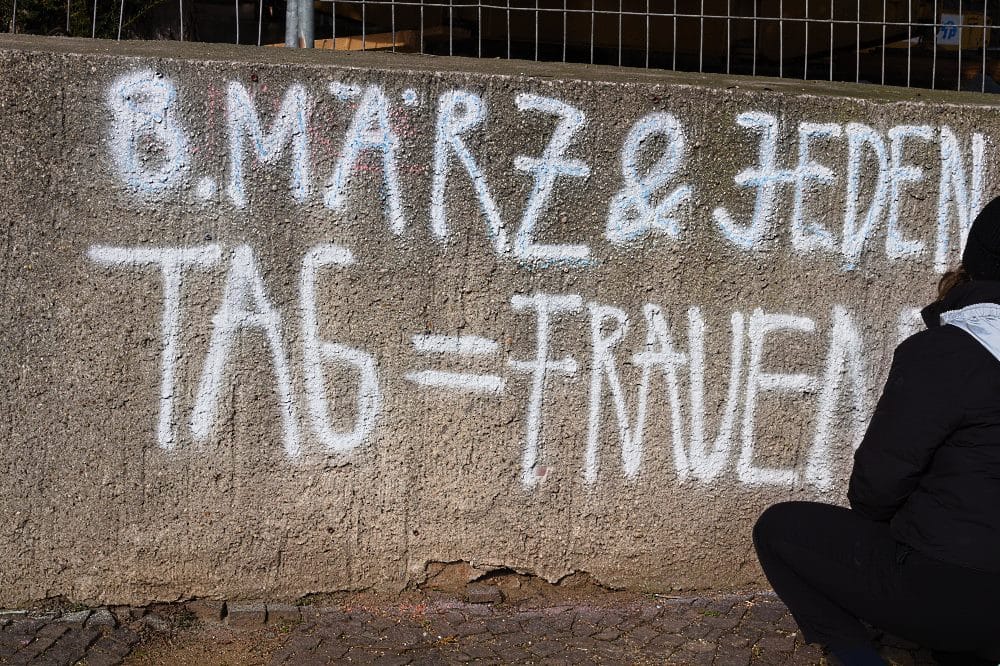 8. MÄRZ & JEDEN
TAG = FRAUEN